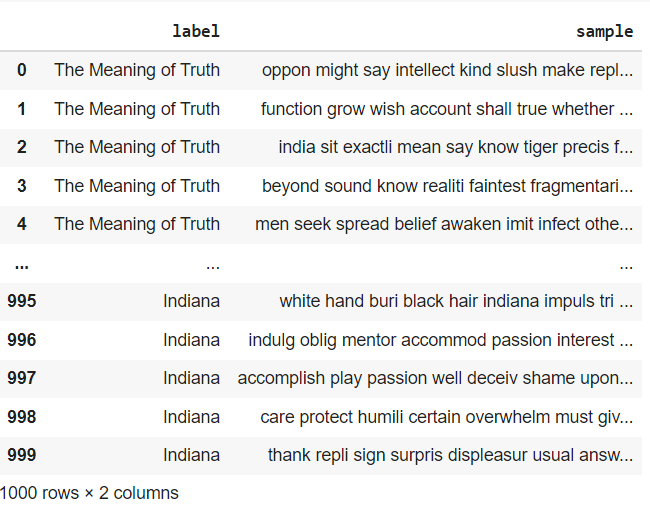 label sample
0 The Meaning of Truth oppon might say intellect kind slush make repl...
1 The Meaning of Truth function grow wish account shall true whether ...
2 The Meaning of Truth india sit exactli mean say know tiger precis f...
3 The Meaning of Truth beyond sound know realiti faintest fragmentari...
4 The Meaning of Truth men seek spread belief awaken imit infect othe...
... ... ...
995 Indiana white hand buri black hair indiana impuls tri ...
996 Indiana indulg oblig mentor accommod passion interest ...
997 Indiana accomplish play passion well deceiv shame upon...
998 Indiana care protect humili certain overwhelm must giv...
999 Indiana thank repli sign surpris displeasur usual answ...
1000 rows × 2 columns